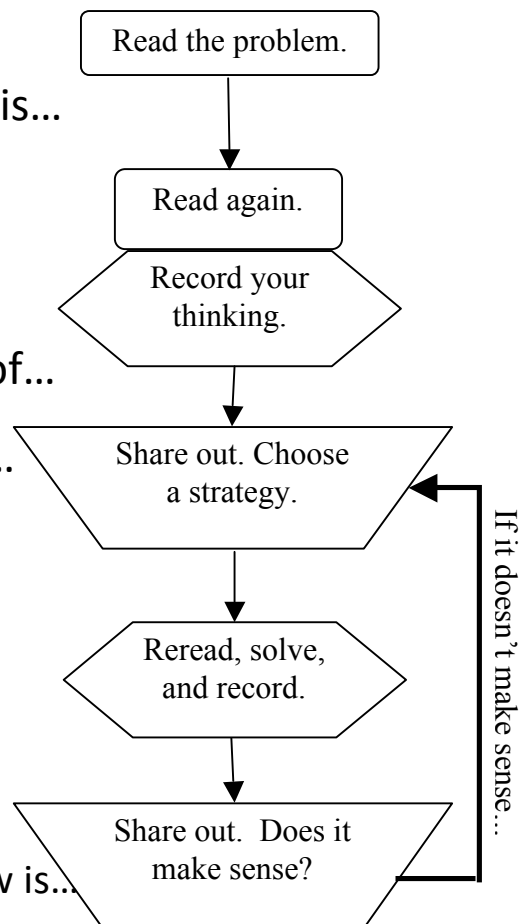 Read the problem.
is...
Read again.
Record your
thinking.
of...
Share out. Choose
a strategy.
If it doesn't make sense...
Reread, solve,
and record.
Share out.  Does it
make sense?
is...